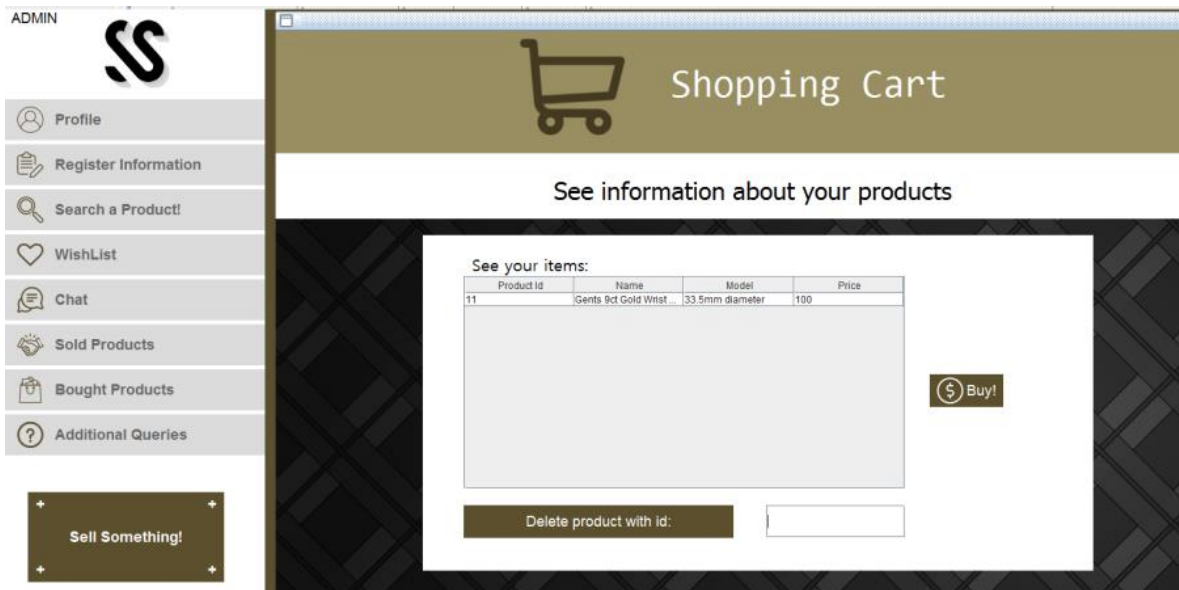 ADMIN
Profile
Register Information
Search a Product!
WishList
Chat
Sold Products
Bought Products
Additional Queries
Sell Something!
Shopping Cart
See information about your products
See your items:
Product Id Name Model Price
11 Gents 9ct Gold Wrist ... 33.5mm diameter 100
Buy!
Delete product with id: